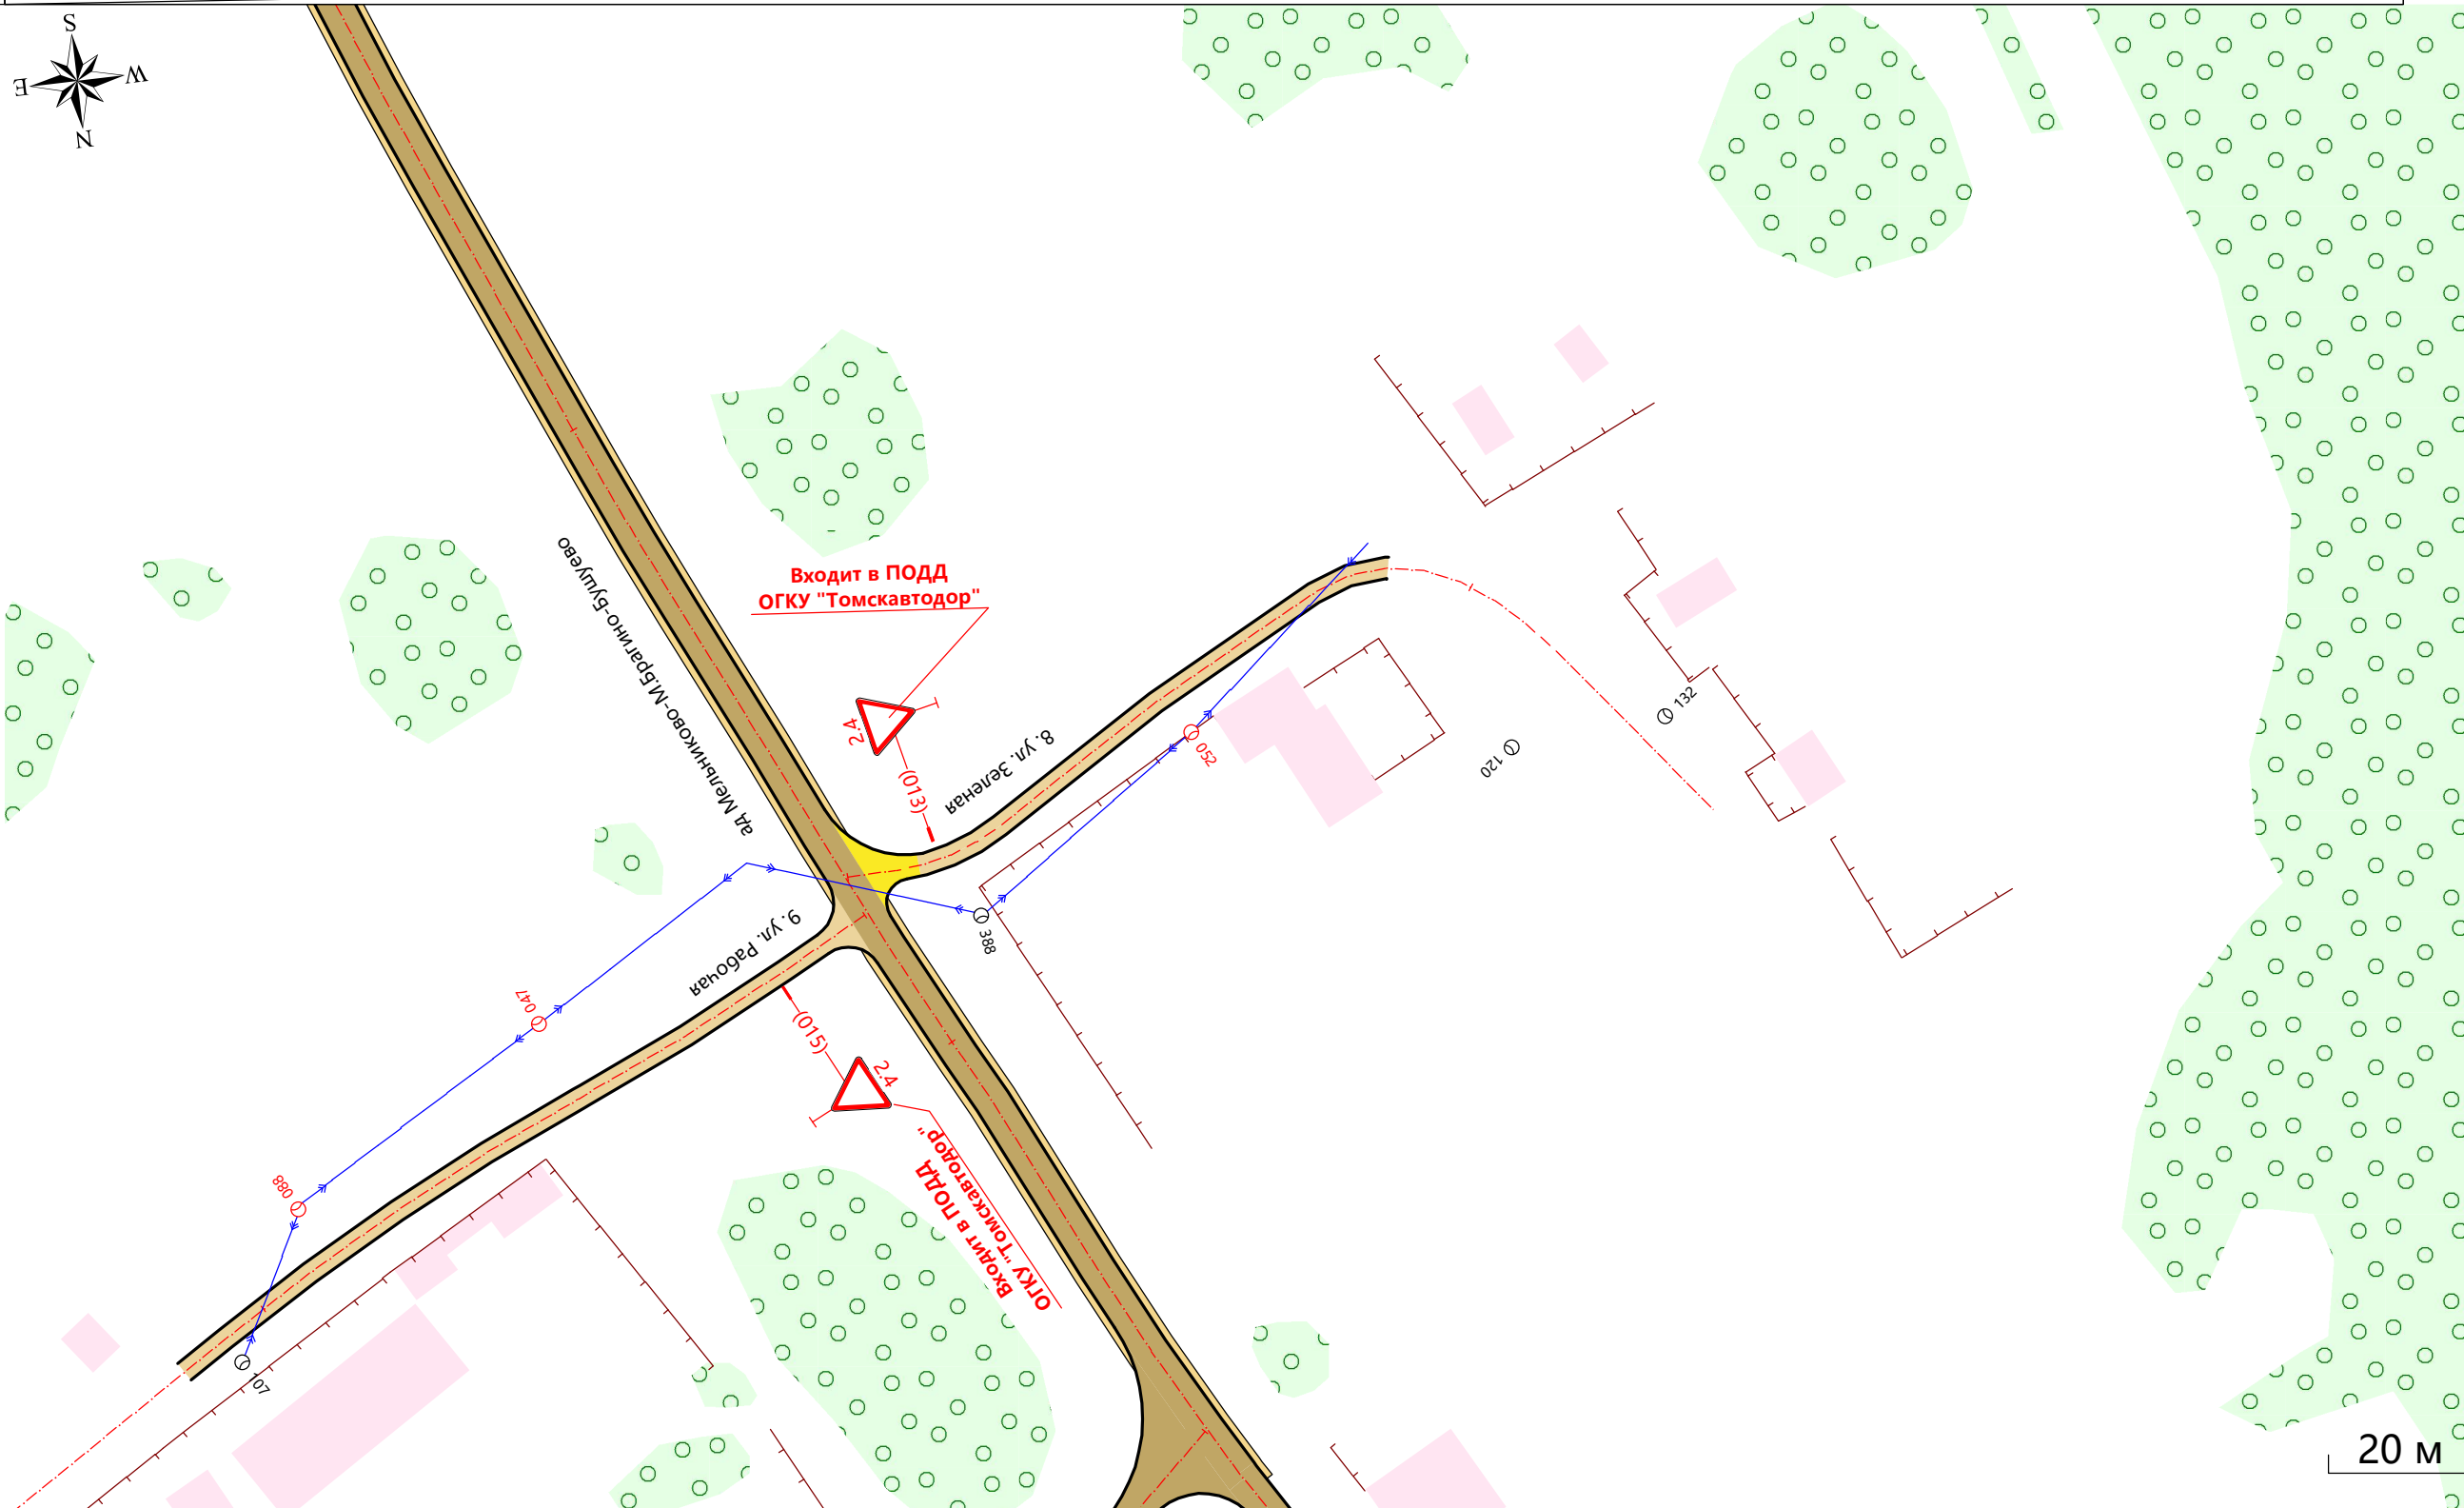 S
W
E
N
ад Мельниково-М.Брагино-Бушуево
Входит в ПОДД
ОГКУ "Томскавтодор"
2.4
(013)
8. ул. Зеленая
052
120
132
388
9. ул. Рабочая
047
(015)
2.4
Входит в ПОДД
ОГКУ "Томскавтодор"
088
107
20 м